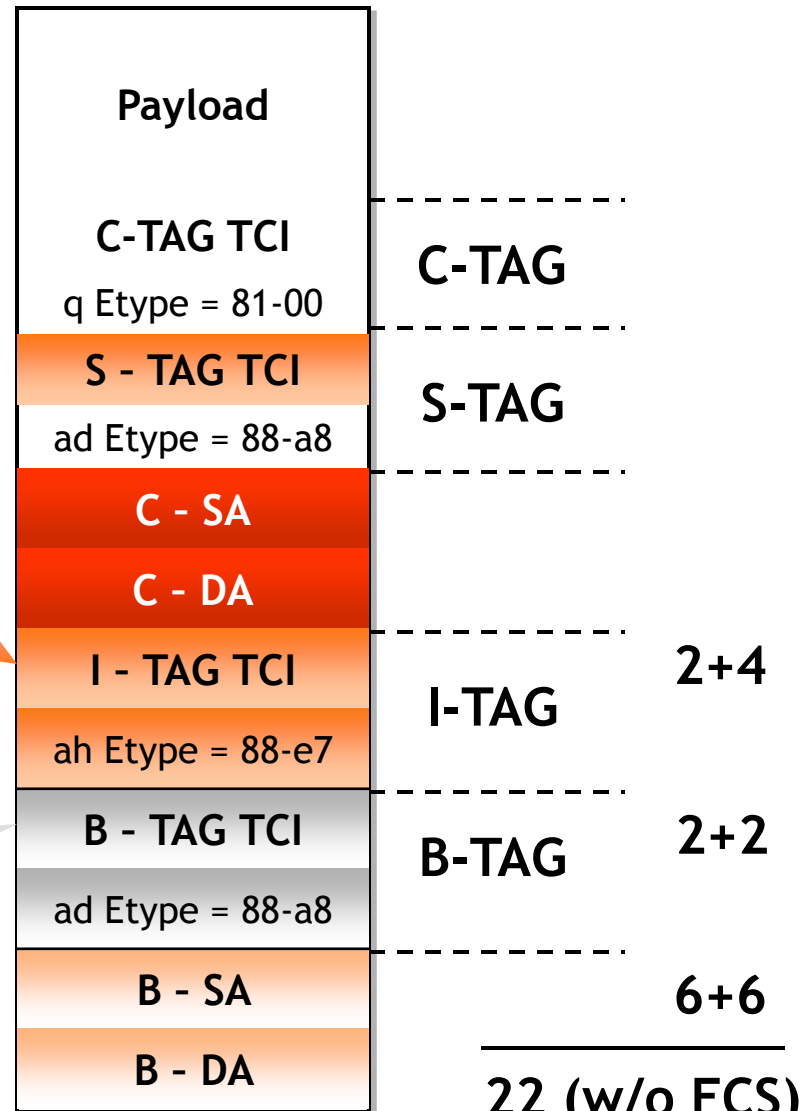 Payload
C-TAG TCI
q Etype = 81-00
C-TAG
S - TAG TCI
ad Etype = 88-a8
S-TAG
C - SA
C - DA
I - TAG TCI
ah Etype = 88-e7
I-TAG
2+4
B - TAG TCI
ad Etype = 88-a8
B-TAG
2+2
B - SA
B - DA
6+6
22 (w/o FCS)